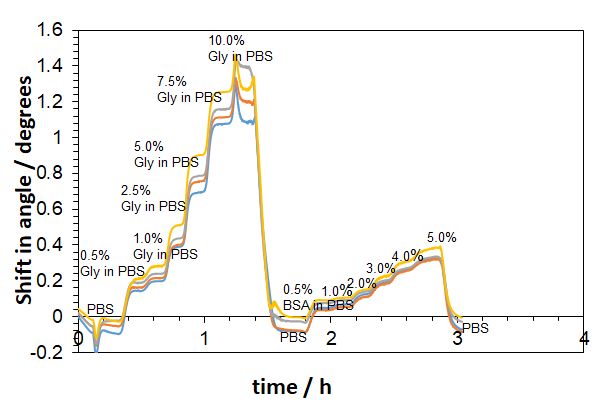 Shift in angle / degrees
1.6
1.4
1.2
1
0.8
0.6
0.4
0.2
0
-0.2
10.0%
Gly in PBS
7.5%
Gly in PBS
5.0%
Gly in PBS
2.5%
Gly in PBS
1.0%
Gly in PBS
0.5%
Gly in PBS
PBS
0.5%
BSA in PBS
1.0%
2.0%
3.0%
4.0%
5.0%
PBS
PBS
0
1
2
3
4
time / h